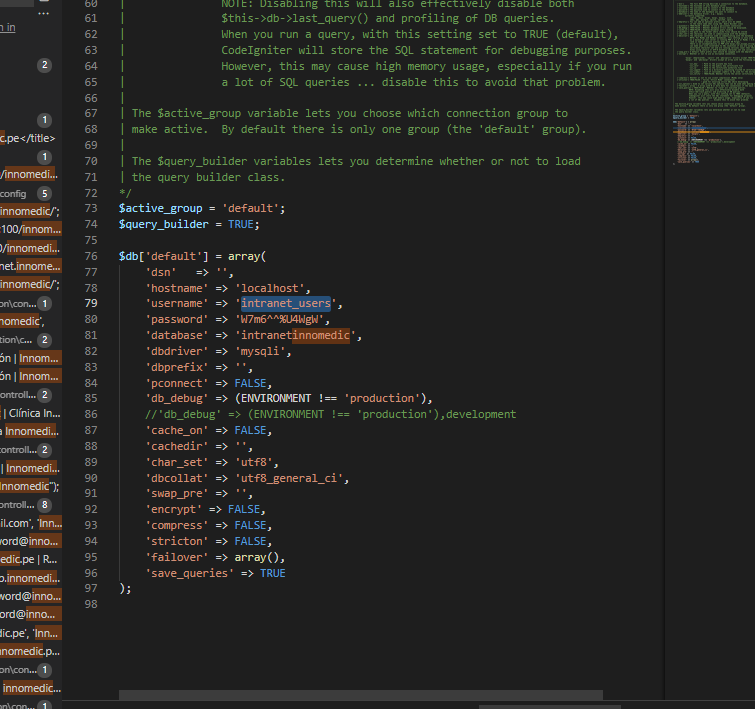 n in
2
1
c.pe</title>
1
/innomedi...
config 5
innomedic/';
:100/innom...
0/innomedi...
net.innome...
innomedic/';
on\con... 1
nomedic',
ction\c... 2
ón | Innom...
ón | Innom...
controll... 2
| Clínica In...
a Innomedi...
controll... 2
| Innomedi...
Innomedic");
ontroll... 8
il.com', 'Inn...
word@inno...
edic.pe | R...
o.innomedi...
word@inno...
ord@inno...
dic.pe', 'Inn...
nomedic.p...
on\con... 1
innomedic...
on\con... 1
60 | NOTE: Disabling this will also effectively disable both
61 | $this->db->last_query() and profiling of DB queries.
62 | When you run a query, with this setting set to TRUE (default),
63 | CodeIgniter will store the SQL statement for debugging purposes.
64 | However, this may cause high memory usage, especially if you run
65 | a lot of SQL queries ... disable this to avoid that problem.
66 |
67 | The $active_group variable lets you choose which connection group to
68 | make active. By default there is only one group (the 'default' group).
69 |
70 | The $query_builder variables lets you determine whether or not to load
71 | the query builder class.
72 */
73 $active_group = 'default';
74 $query_builder = TRUE;
75
76 $db['default'] = array(
77 'dsn' => '',
78 'hostname' => 'localhost',
79 'username' => 'intranet_users',
80 'password' => 'W7m6^^%U4WgW',
81 'database' => 'intranetinnomedic',
82 'dbdriver' => 'mysqli',
83 'dbprefix' => '',
84 'pconnect' => FALSE,
85 'db_debug' => (ENVIRONMENT !== 'production'),
86 //'db_debug' => (ENVIRONMENT !== 'production'),development
87 'cache_on' => FALSE,
88 'cachedir' => '',
89 'char_set' => 'utf8',
90 'dbcollat' => 'utf8_general_ci',
91 'swap_pre' => '',
92 'encrypt' => FALSE,
93 'compress' => FALSE,
94 'stricton' => FALSE,
95 'failover' => array(),
96 'save_queries' => TRUE
97 );
98